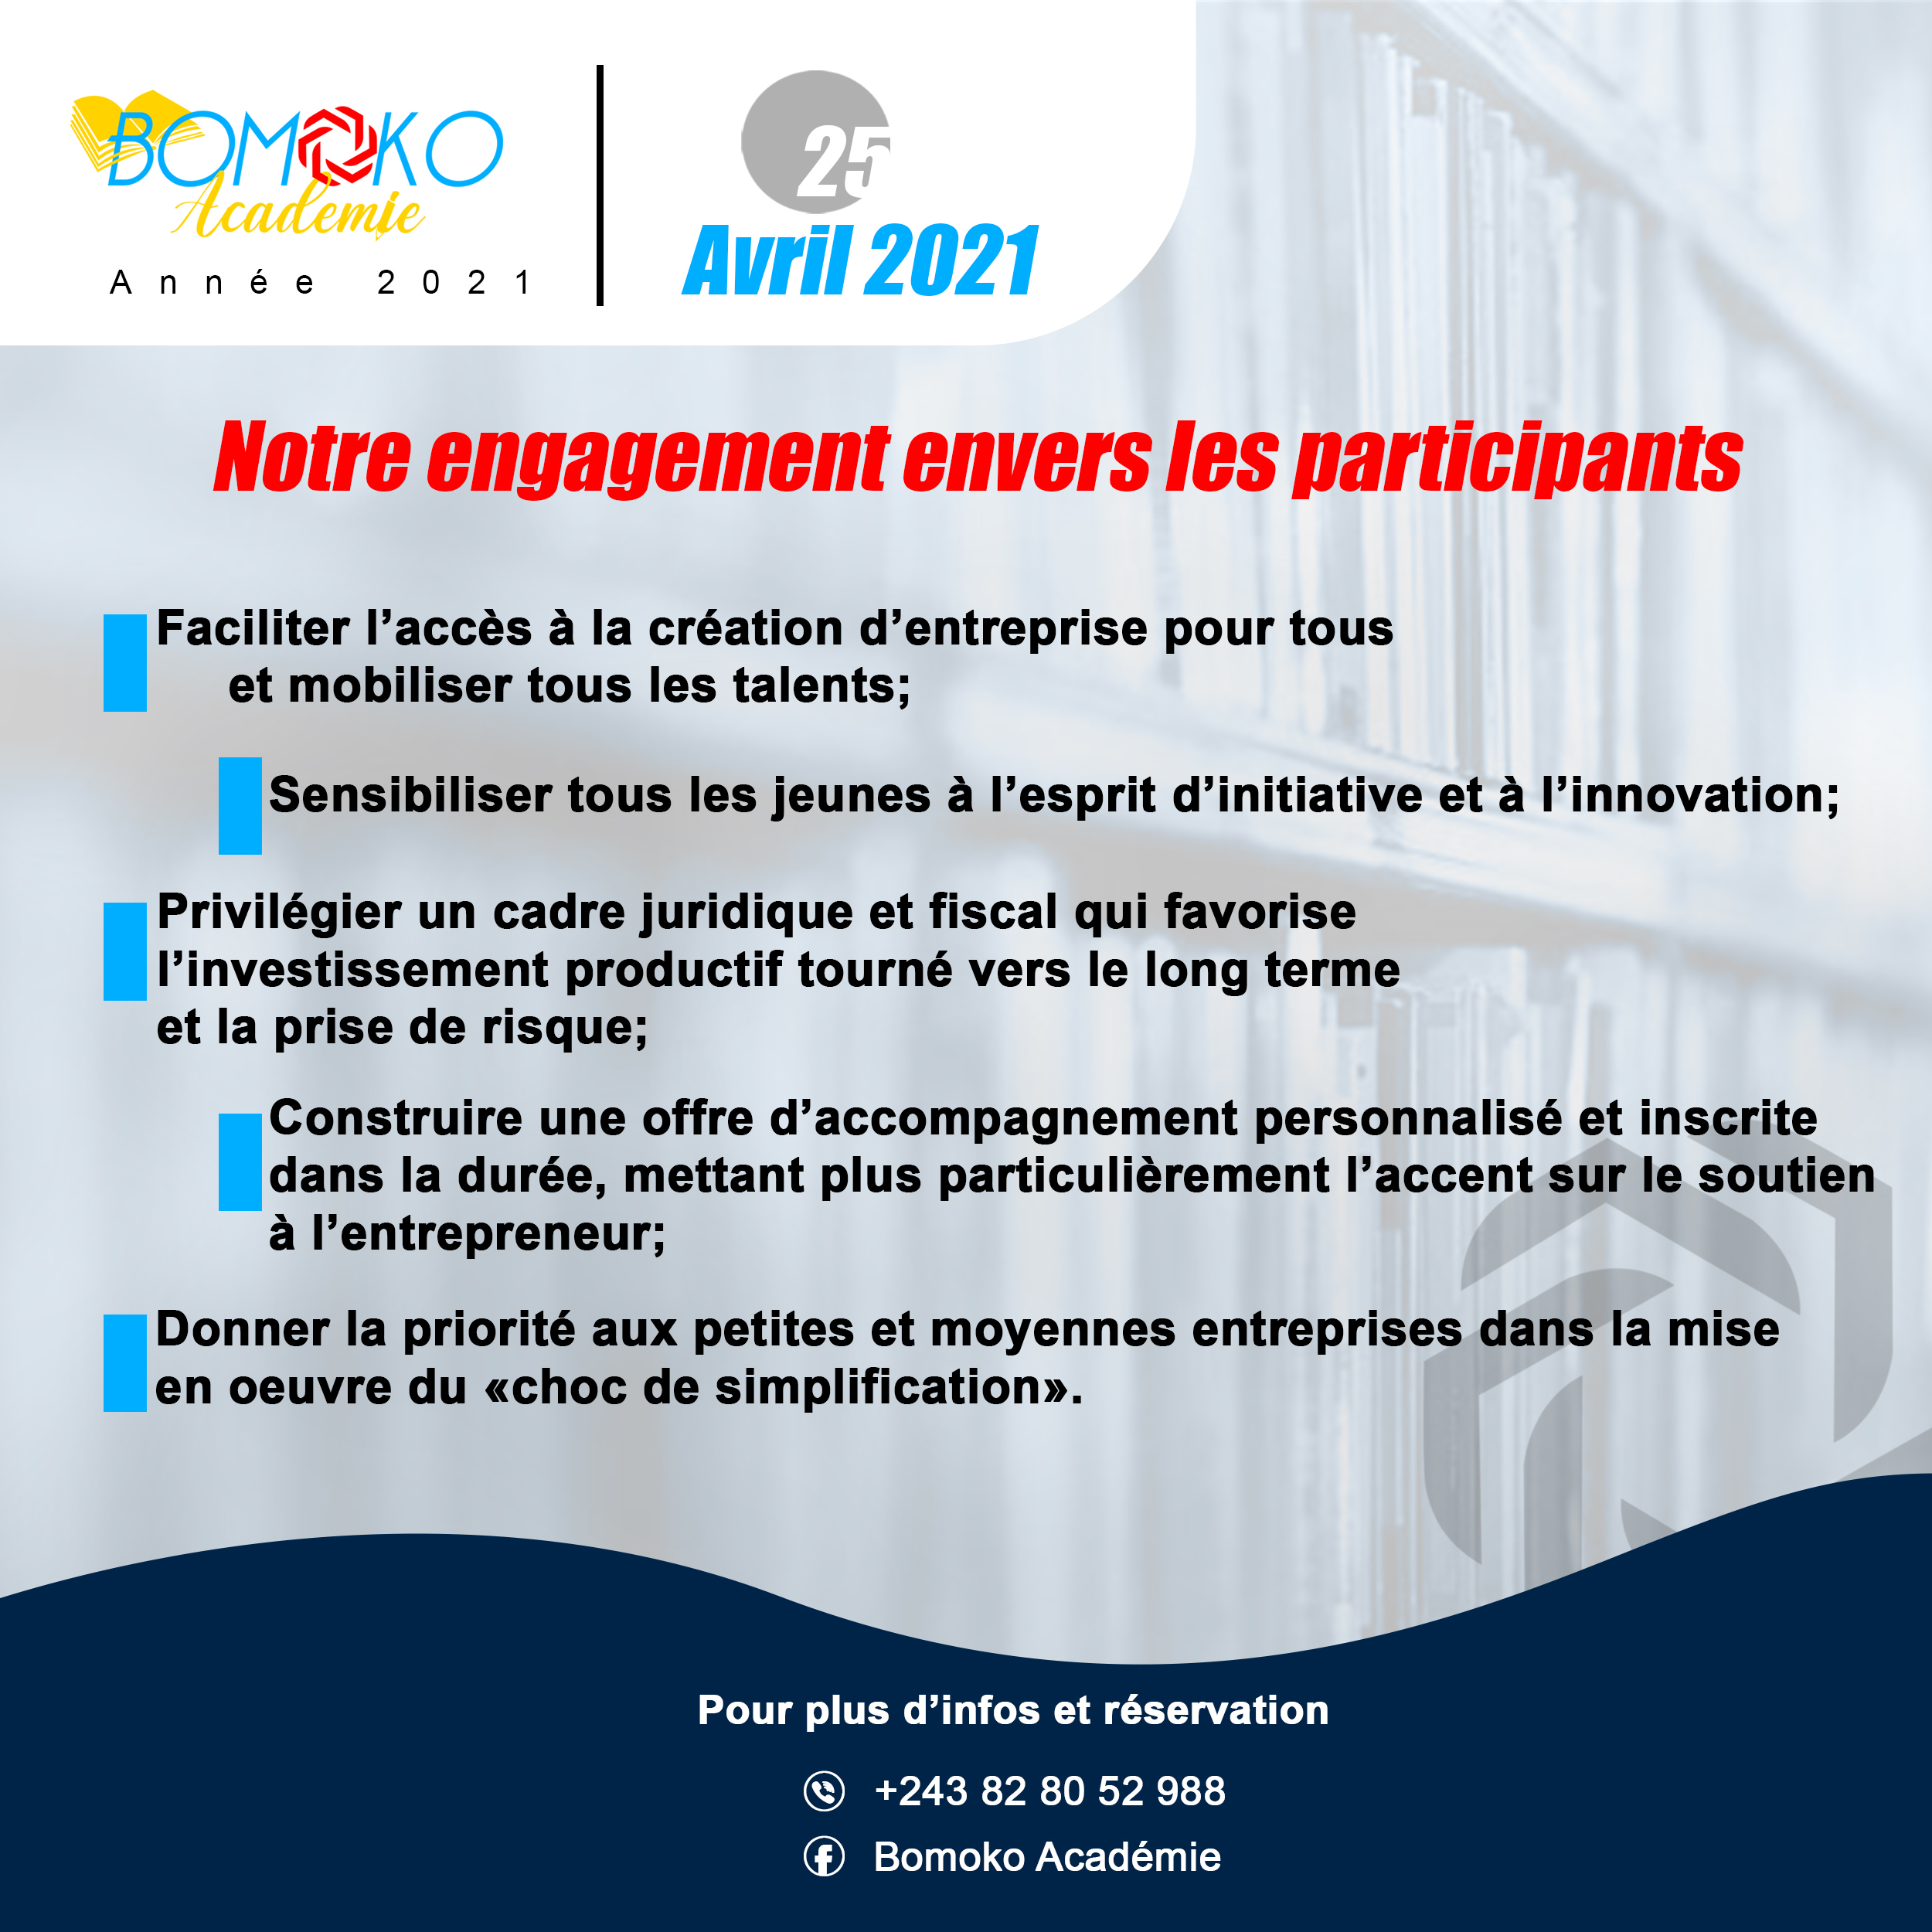 BOMOKO
Academie
Année 2021
25
Avril 2021
Notre engagement envers les participants
Faciliter l’accès à la création d’entreprise pour tous
et mobiliser tous les talents;
Sensibiliser tous les jeunes à l’esprit d’initiative et à l’innovation;
Privilégier un cadre juridique et fiscal qui favorise
l’investissement productif tourné vers le long terme
et la prise de risque;
Construire une offre d’accompagnement personnalisé et inscrite
dans la durée, mettant plus particulièrement l’accent sur le soutien
à l’entrepreneur;
Donner la priorité aux petites et moyennes entreprises dans la mise
en oeuvre du «choc de simplification».
Pour plus d’infos et réservation
+243 82 80 52 988
Bomoko Académie